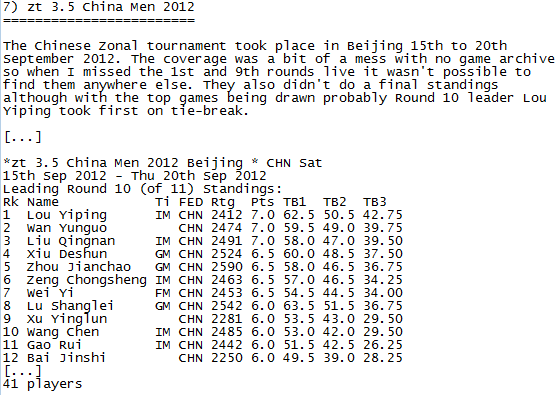 7) zt 3.5 China Men 2012
========================
The Chinese Zonal tournament took place in Beijing 15th to 20th
September 2012. The coverage was a bit of a mess with no game archive
so when I missed the 1st and 9th rounds live it wasn't possible to
find them anywhere else. They also didn't do a final standings
although with the top games being drawn probably Round 10 leader Lou
Yiping took first on tie-break.
[...]
*zt 3.5 China Men 2012 Beijing * CHN Sat
15th Sep 2012 - Thu 20th Sep 2012
Leading Round 10 (of 11) Standings:
Rk Name Ti FED Rtg Pts TB1 TB2 TB3
1 Lou Yiping IM CHN 2412 7.0 62.5 50.5 42.75
2 Wan Yunguo CHN 2474 7.0 59.5 49.0 39.75
3 Liu Qingnan IM CHN 2491 7.0 58.0 47.0 39.50
4 Xiu Deshun GM CHN 2524 6.5 60.0 48.5 37.50
5 Zhou Jianchao GM CHN 2590 6.5 58.0 46.5 36.75
6 Zeng Chongsheng IM CHN 2463 6.5 57.0 46.5 34.25
7 Wei Yi FM CHN 2453 6.5 54.5 44.5 34.00
8 Lu Shanglei GM CHN 2542 6.0 63.5 51.5 36.75
9 Xu Yinglun CHN 2281 6.0 53.5 43.0 29.50
10 Wang Chen IM CHN 2485 6.0 53.0 42.0 29.50
11 Gao Rui IM CHN 2442 6.0 51.5 42.5 26.25
12 Bai Jinshi CHN 2250 6.0 49.5 39.0 28.25
[...]
41 players